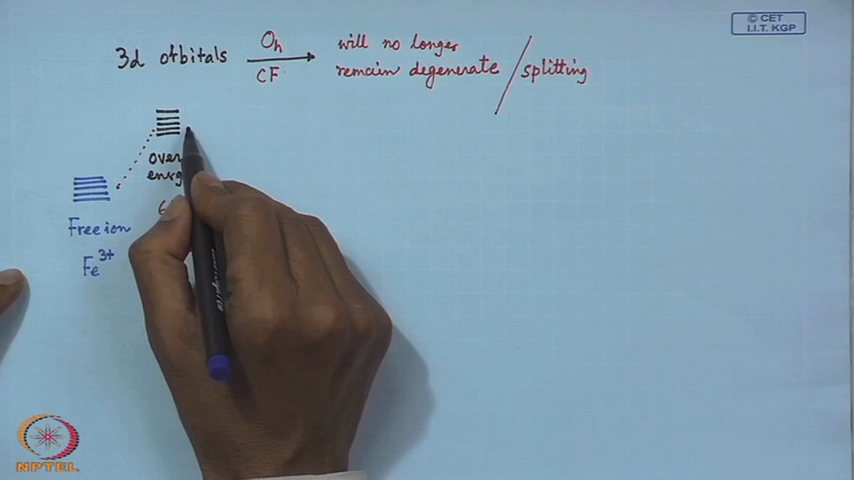 © CET
I.I.T. KGP
3d orbitals
Oh
CF
will no longer
remain degenerate / splitting
Free ion
Fe3+
NPTEL